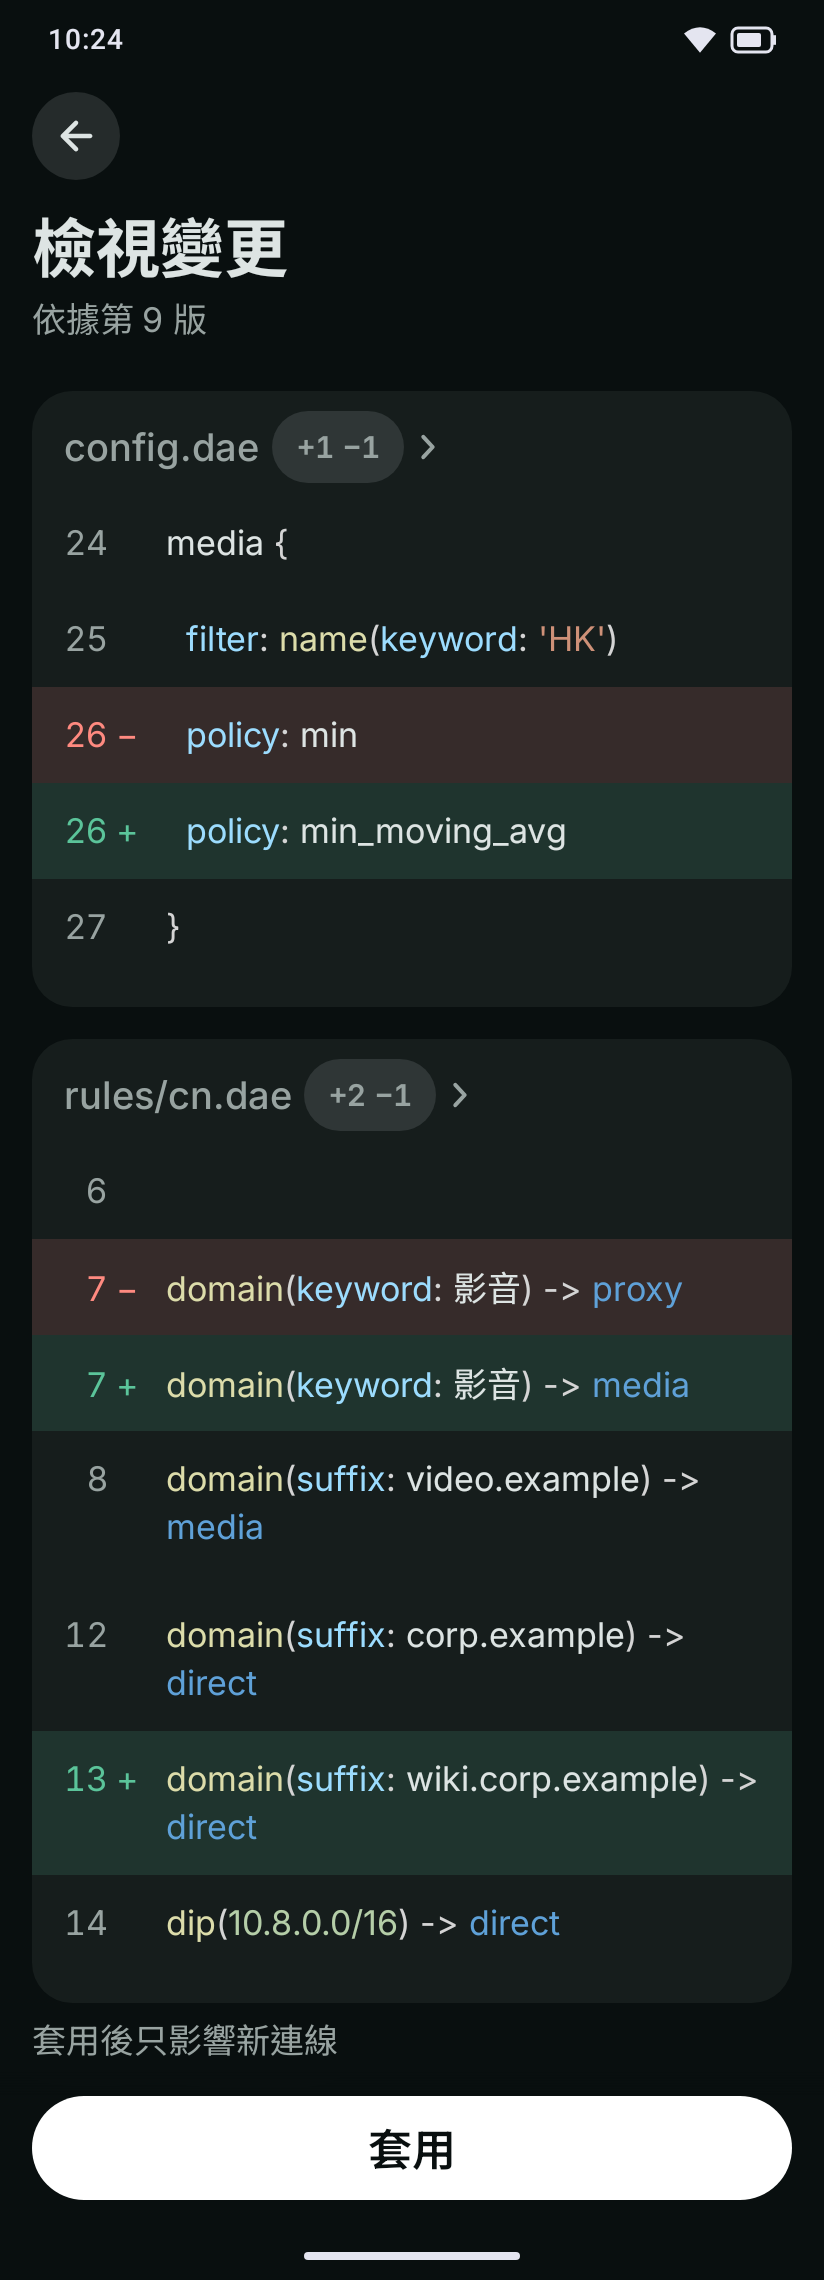 10:24
檢視變更
依據第 9 版
config.dae +1 −1
24 media {
25 filter: name(keyword: 'HK')
26 − policy: min
26 + policy: min_moving_avg
27 }
rules/cn.dae +2 −1
6
7 − domain(keyword: 影音) -> proxy
7 + domain(keyword: 影音) -> media
8 domain(suffix: video.example) ->
media
12 domain(suffix: corp.example) ->
direct
13 + domain(suffix: wiki.corp.example) ->
direct
14 dip(10.8.0.0/16) -> direct
套用後只影響新連線
套用